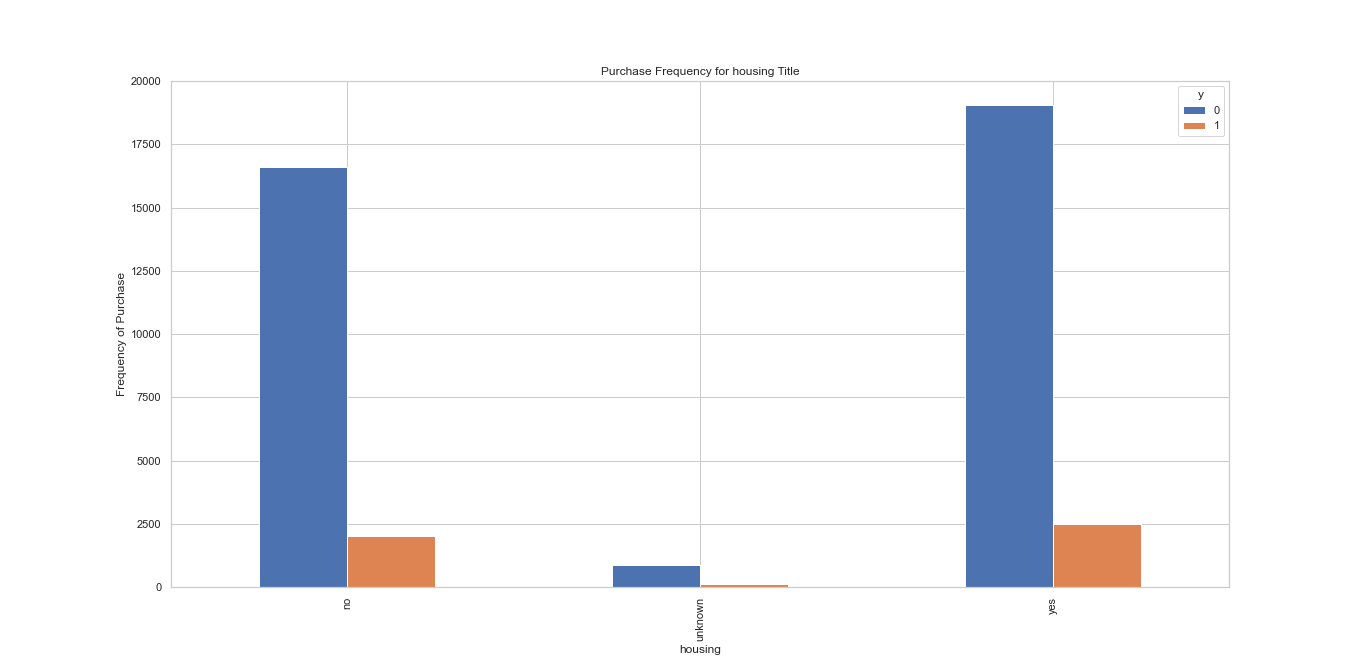 Purchase Frequency for housing Title
y
0
1
20000
17500
15000
12500
10000
7500
5000
2500
0
Frequency of Purchase
no
unknown
yes
housing